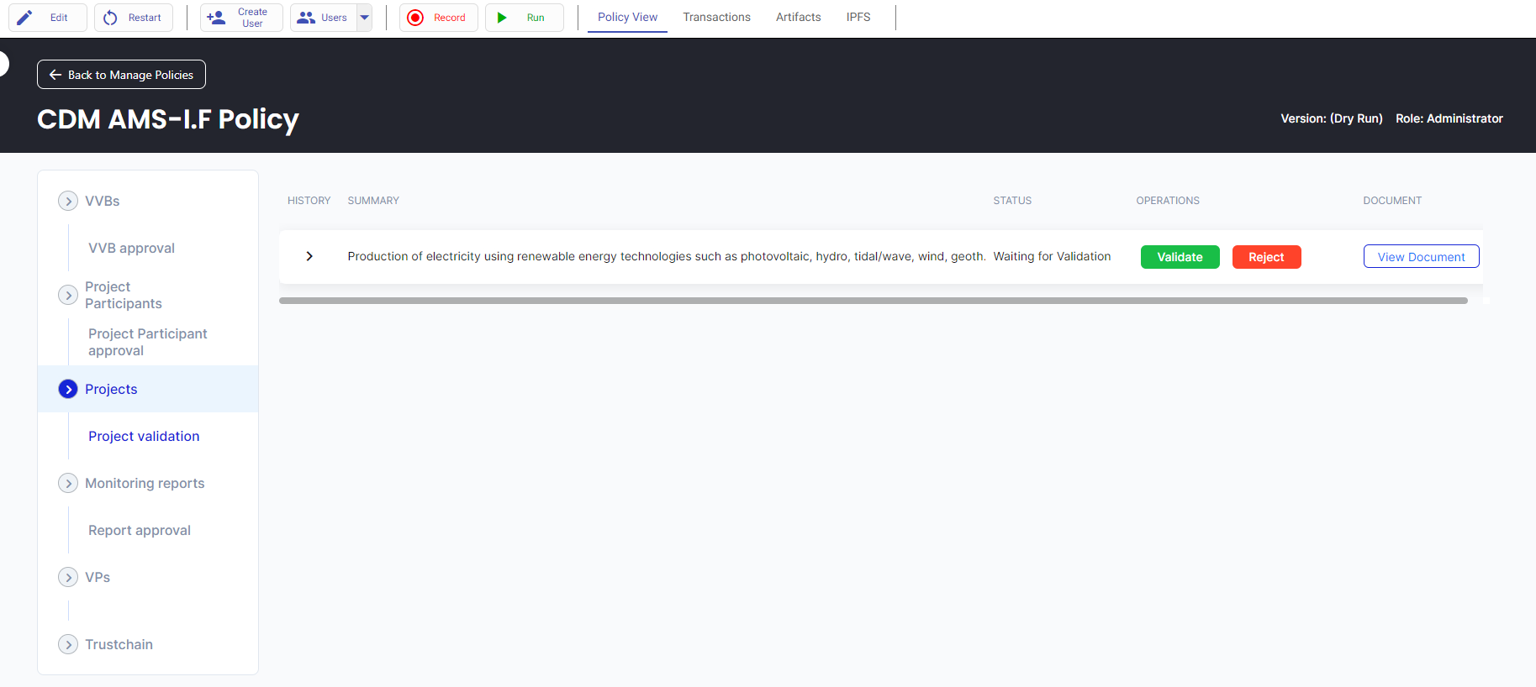 Edit
Restart
Create
User
Users
Record
Run
Policy View
Transactions
Artifacts
IPFS
Back to Manage Policies
CDM AMS-I.F Policy
Version: (Dry Run) Role: Administrator
VVBs
VVB approval
Project
Participants
Project Participant
approval
Projects
Project validation
Monitoring reports
Report approval
VPs
Trustchain
HISTORY SUMMARY STATUS OPERATIONS DOCUMENT
Production of electricity using renewable energy technologies such as photovoltaic, hydro, tidal/wave, wind, geoth. Waiting for Validation Validate Reject View Document